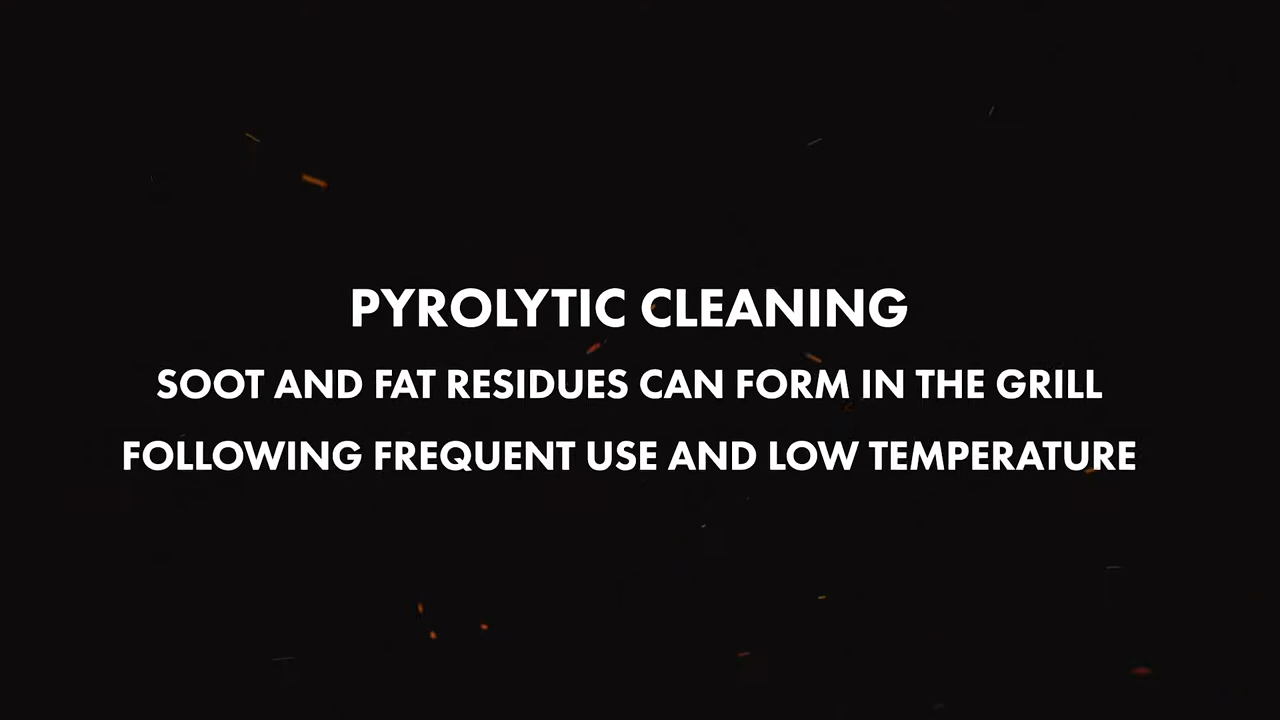 PYROLYTIC CLEANING
SOOT AND FAT RESIDUES CAN FORM IN THE GRILL
FOLLOWING FREQUENT USE AND LOW TEMPERATURE